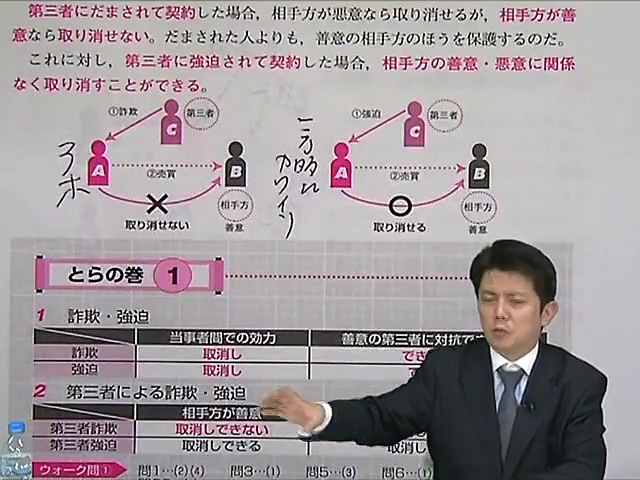 第三者にだまされて契約した場合，相手方が悪意なら取り消せるが，相手方が善
意なら取り消せない。だまされた人よりも，善意の相手方のほうを保護するのだ。
これに対し，第三者に強迫されて契約した場合，相手方の善意・悪意に関係
なく取り消すことができる。
①詐欺 C 第三者
①強迫 C 第三者
アホ A ②売買 B
A ②売買 B
相手方
相手方
取り消せない 善意
取り消せる 善意
とらの巻 1
1 詐欺・強迫
当事者間での効力 善意の第三者に対抗で
詐欺 取消し
強迫 取消し
2 第三者による詐欺・強迫
相手方が善意
第三者詐欺 取消しできない
第三者強迫 取消しできる
ウォーク問① 問1…(2)(4) 問3…(1) 問5…(3) 問6…(1)